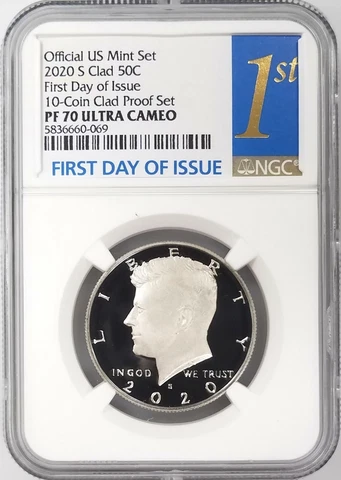 Official US Mint Set
2020 S Clad 50C
First Day of Issue
10-Coin Clad Proof Set
PF 70 ULTRA CAMEO
5836660-069
1st
NGC®
FIRST DAY OF ISSUE
LIBERTY
IN GOD WE TRUST
S
2020